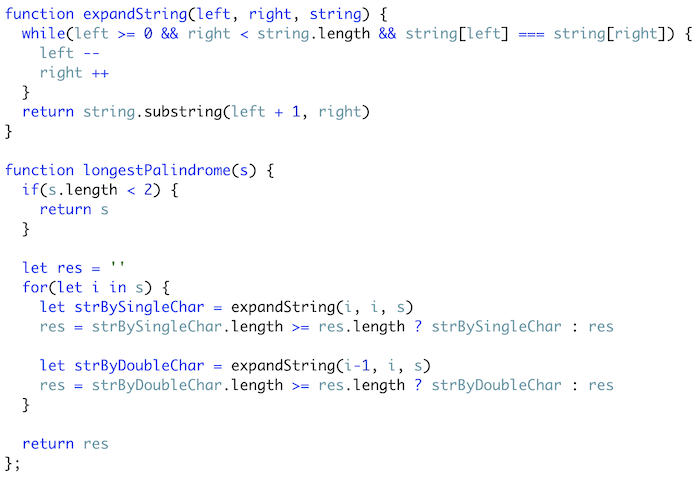 function expandString(left, right, string) {
  while(left >= 0 && right < string.length && string[left] === string[right]) {
    left --
    right ++
  }
  return string.substring(left + 1, right)
}

function longestPalindrome(s) {
  if(s.length < 2) {
    return s
  }

  let res = ''
  for(let i in s) {
    let strBySingleChar = expandString(i, i, s)
    res = strBySingleChar.length >= res.length ? strBySingleChar : res

    let strByDoubleChar = expandString(i-1, i, s)
    res = strByDoubleChar.length >= res.length ? strByDoubleChar : res
  }

  return res
};